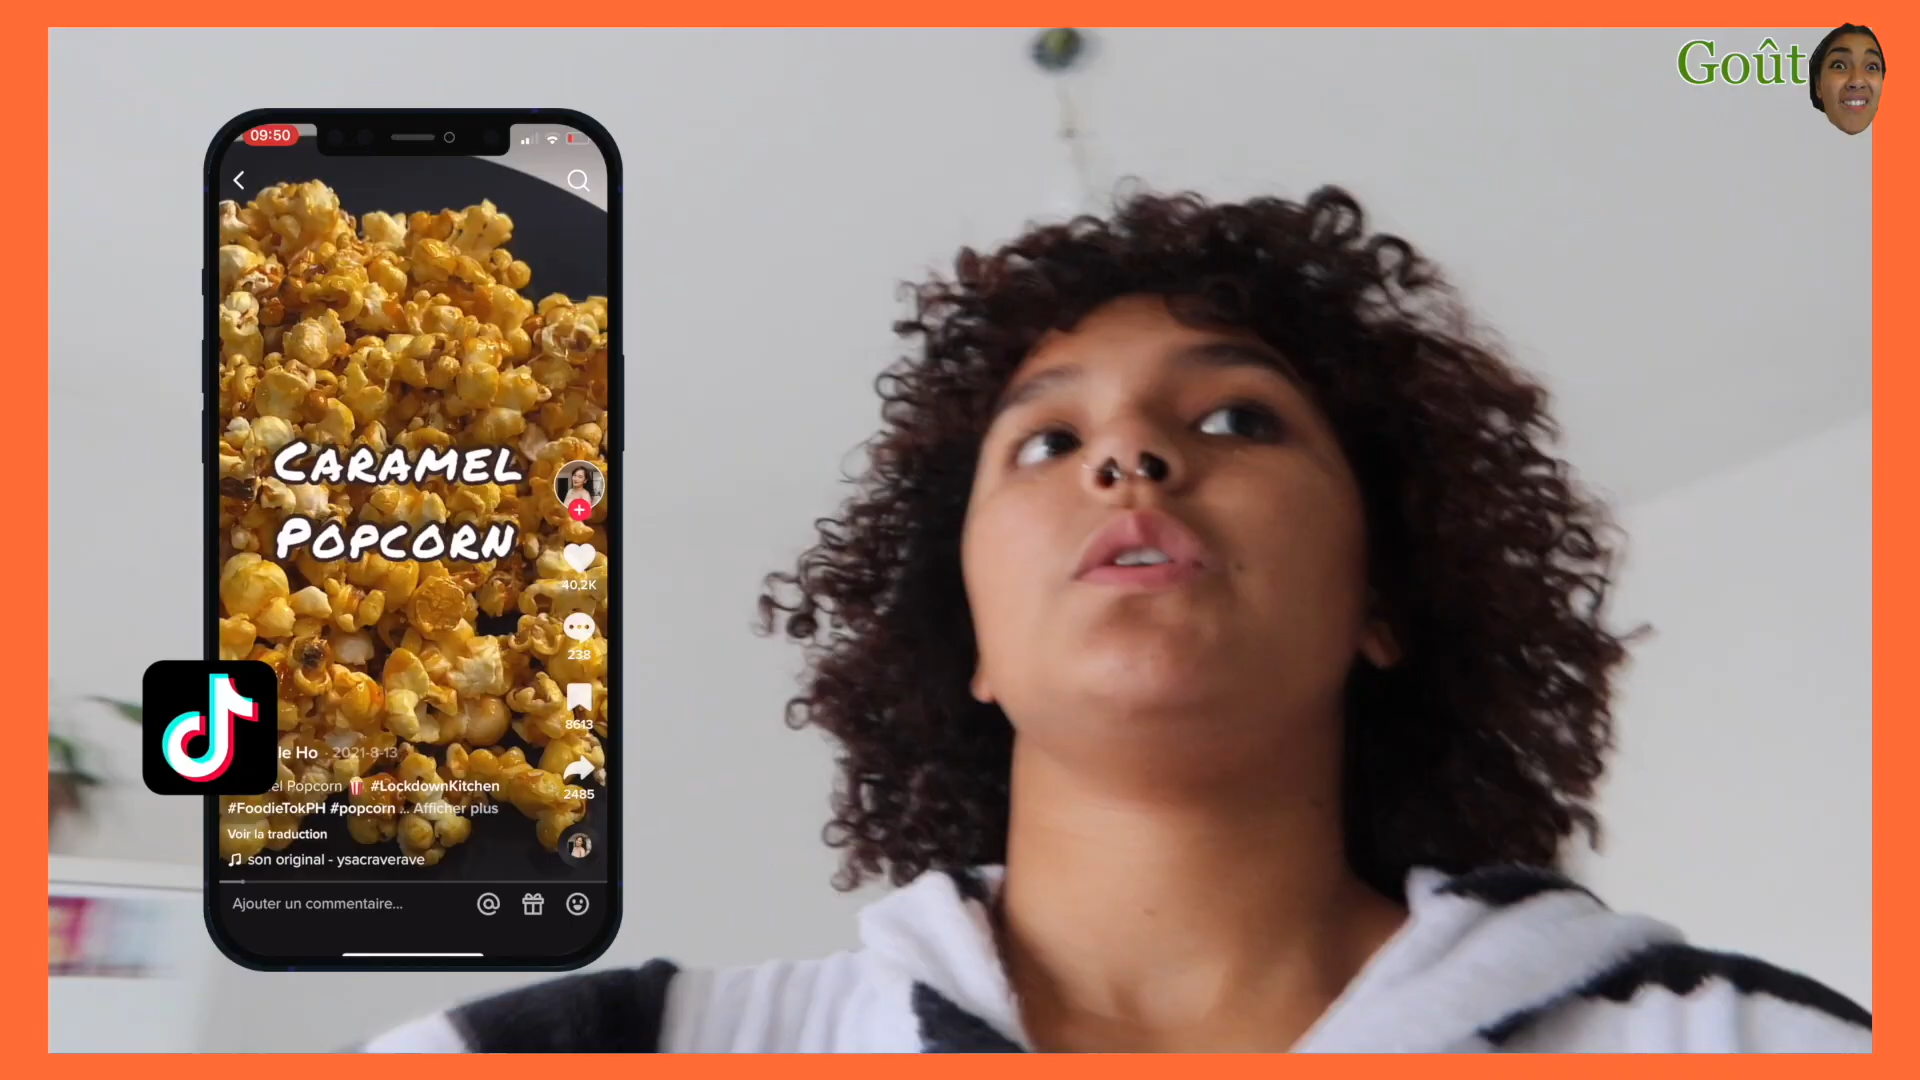 Goût
09:50
CARAMEL
POPCORN
40,2K
238
8613
le Ho · 2021-8-13
el Popcorn #LockdownKitchen
#FoodieTokPH #popcorn ... Afficher plus
2485
Voir la traduction
son original - ysacraverave
Ajouter un commentaire...